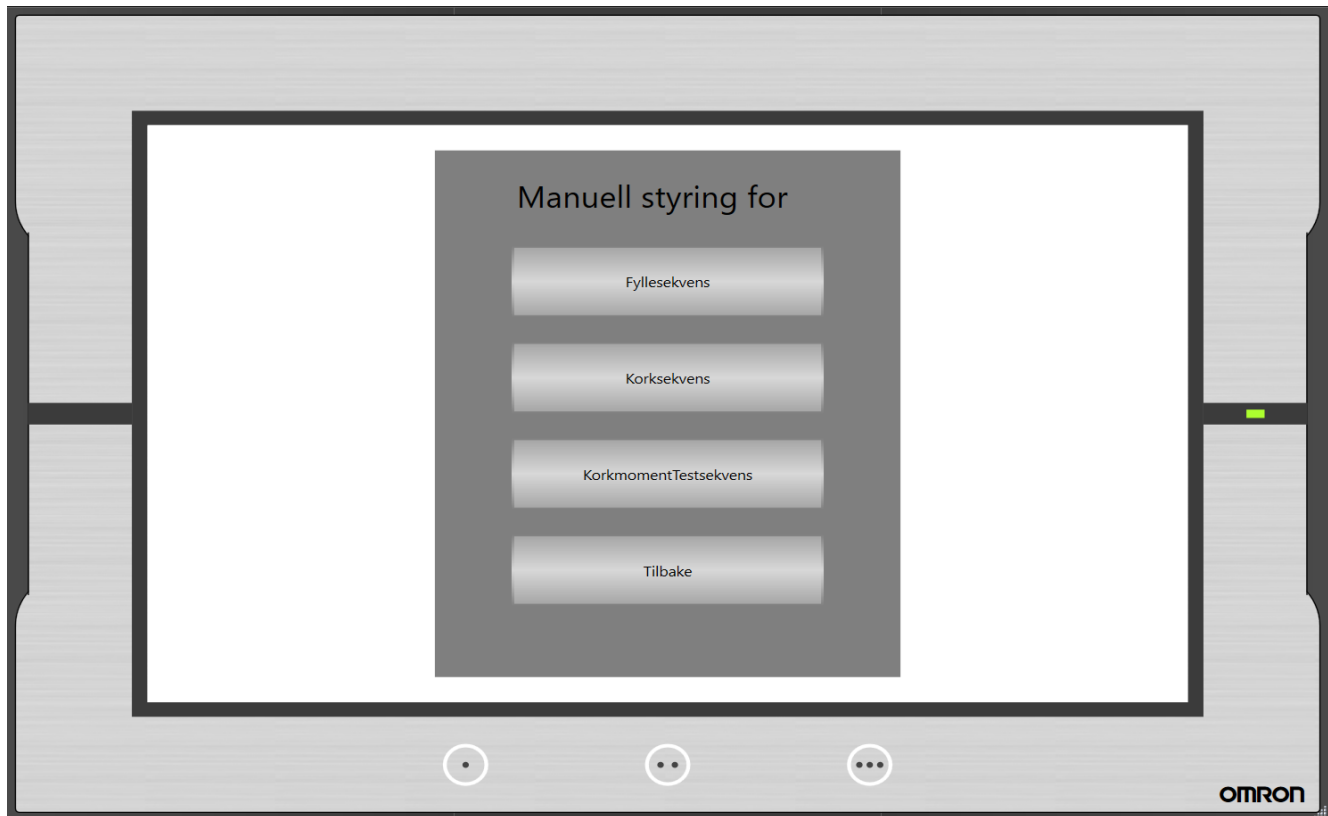 Manuell styring for
Fyllesekvens
Korksekvens
KorkmomentTestsekvens
Tilbake
OMRON